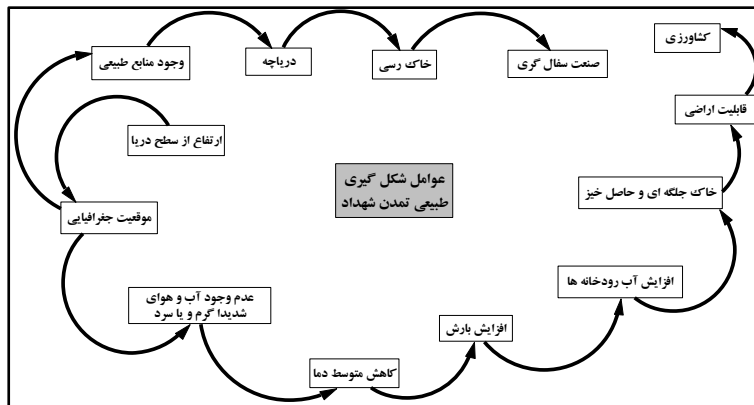 کشاورزی
وجود منابع طبیعی
دریاچه
خاک رسی
صنعت سفال گری
قابلیت اراضی
ارتفاع از سطح دریا
عوامل شکل گیری
طبیعی تمدن شهداد
خاک جلگه ای و حاصل خیز
موقعیت جغرافیایی
افزایش آب رودخانه ها
عدم وجود آب و هوای
شدیدا گرم و یا سرد
افزایش بارش
کاهش متوسط دما